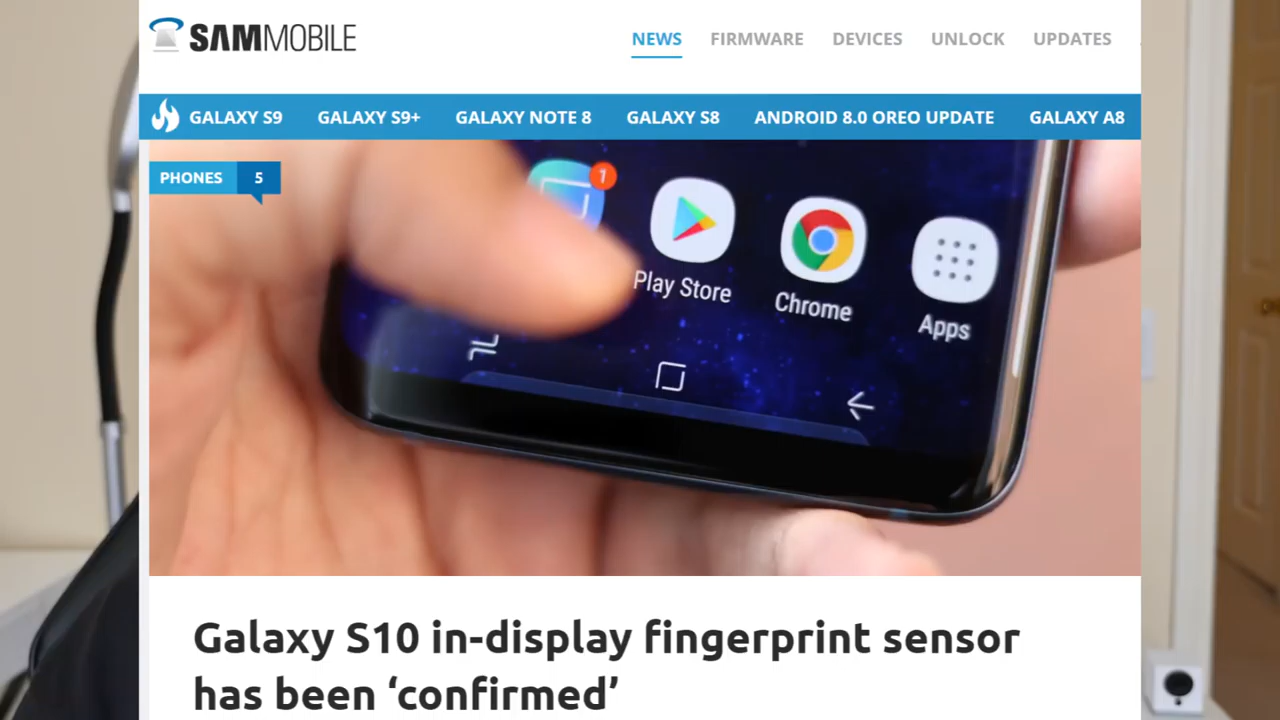 SAMMOBILE
NEWS FIRMWARE DEVICES UNLOCK UPDATES
GALAXY S9 GALAXY S9+ GALAXY NOTE 8 GALAXY S8 ANDROID 8.0 OREO UPDATE GALAXY A8
PHONES 5
1
Play Store
Chrome
Apps
Galaxy S10 in-display fingerprint sensor
has been ‘confirmed’